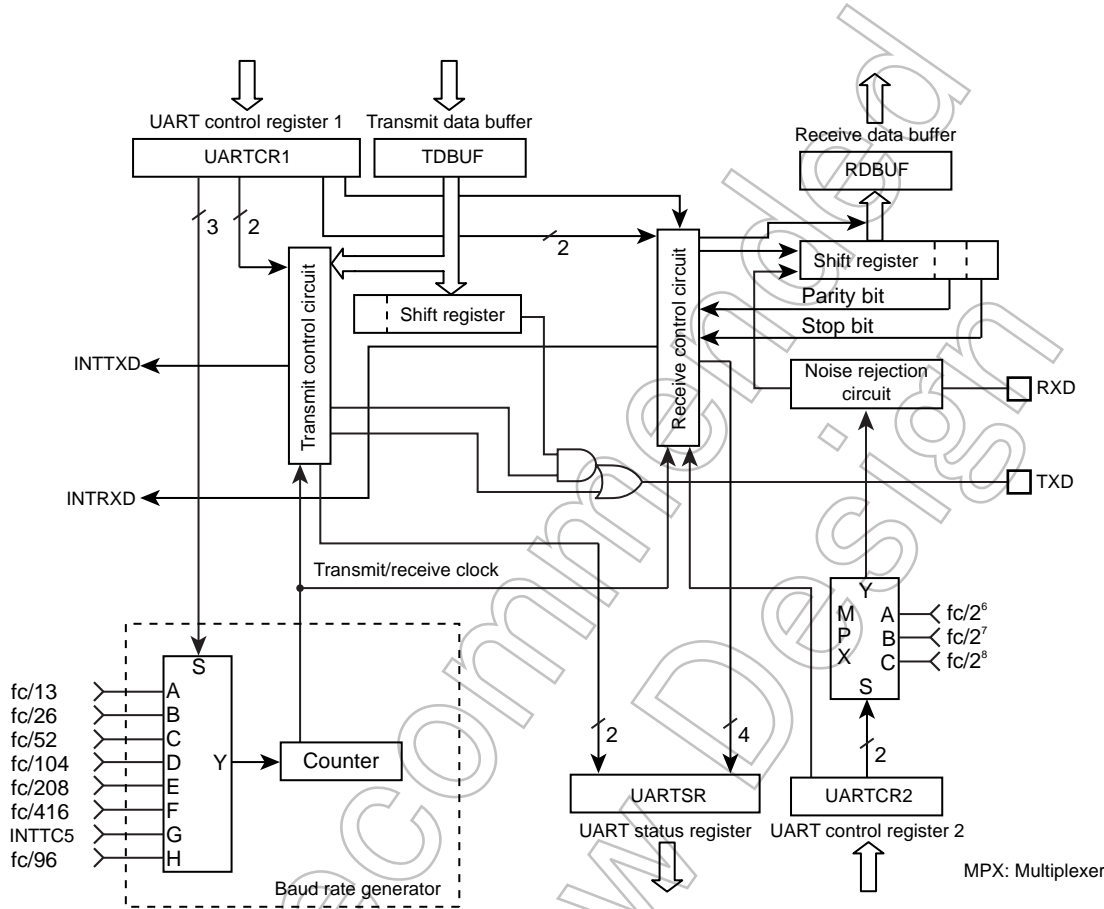 UART control register 1
Transmit data buffer
Receive data buffer
UARTCR1
TDBUF
RDBUF
3
2
2
Transmit control circuit
Receive control circuit
Shift register
Shift register
Parity bit
Stop bit
INTTXD
Noise rejection
circuit
RXD
INTRXD
TXD
Transmit/receive clock
Y
M
P
X
A
B
C
S
fc/2⁶
fc/2⁷
fc/2⁸
S
fc/13
A
fc/26
B
fc/52
C
fc/104
D
Y
Counter
fc/208
E
fc/416
F
INTTC5
G
fc/96
H
2
4
2
UARTSR
UARTCR2
UART status register
UART control register 2
Baud rate generator
MPX: Multiplexer
ecommended
w Design